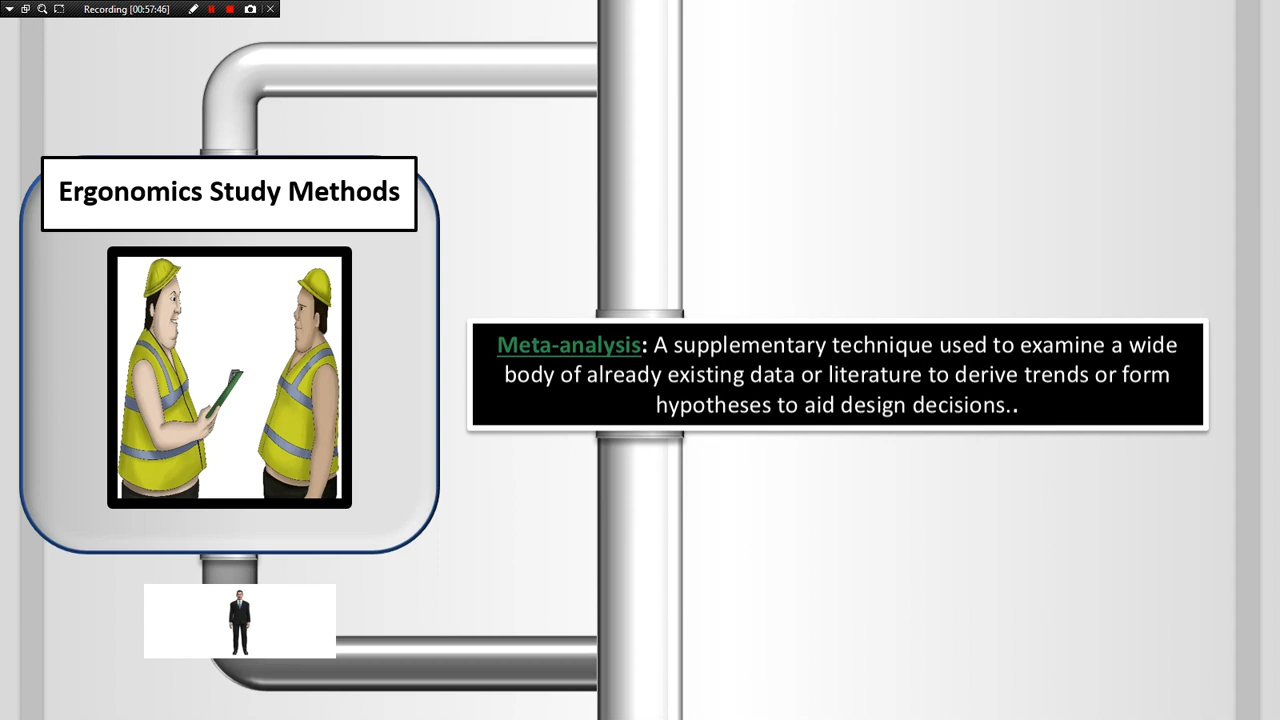 Recording [00:57:46]
Ergonomics Study Methods
Meta-analysis: A supplementary technique used to examine a wide
body of already existing data or literature to derive trends or form
hypotheses to aid design decisions..